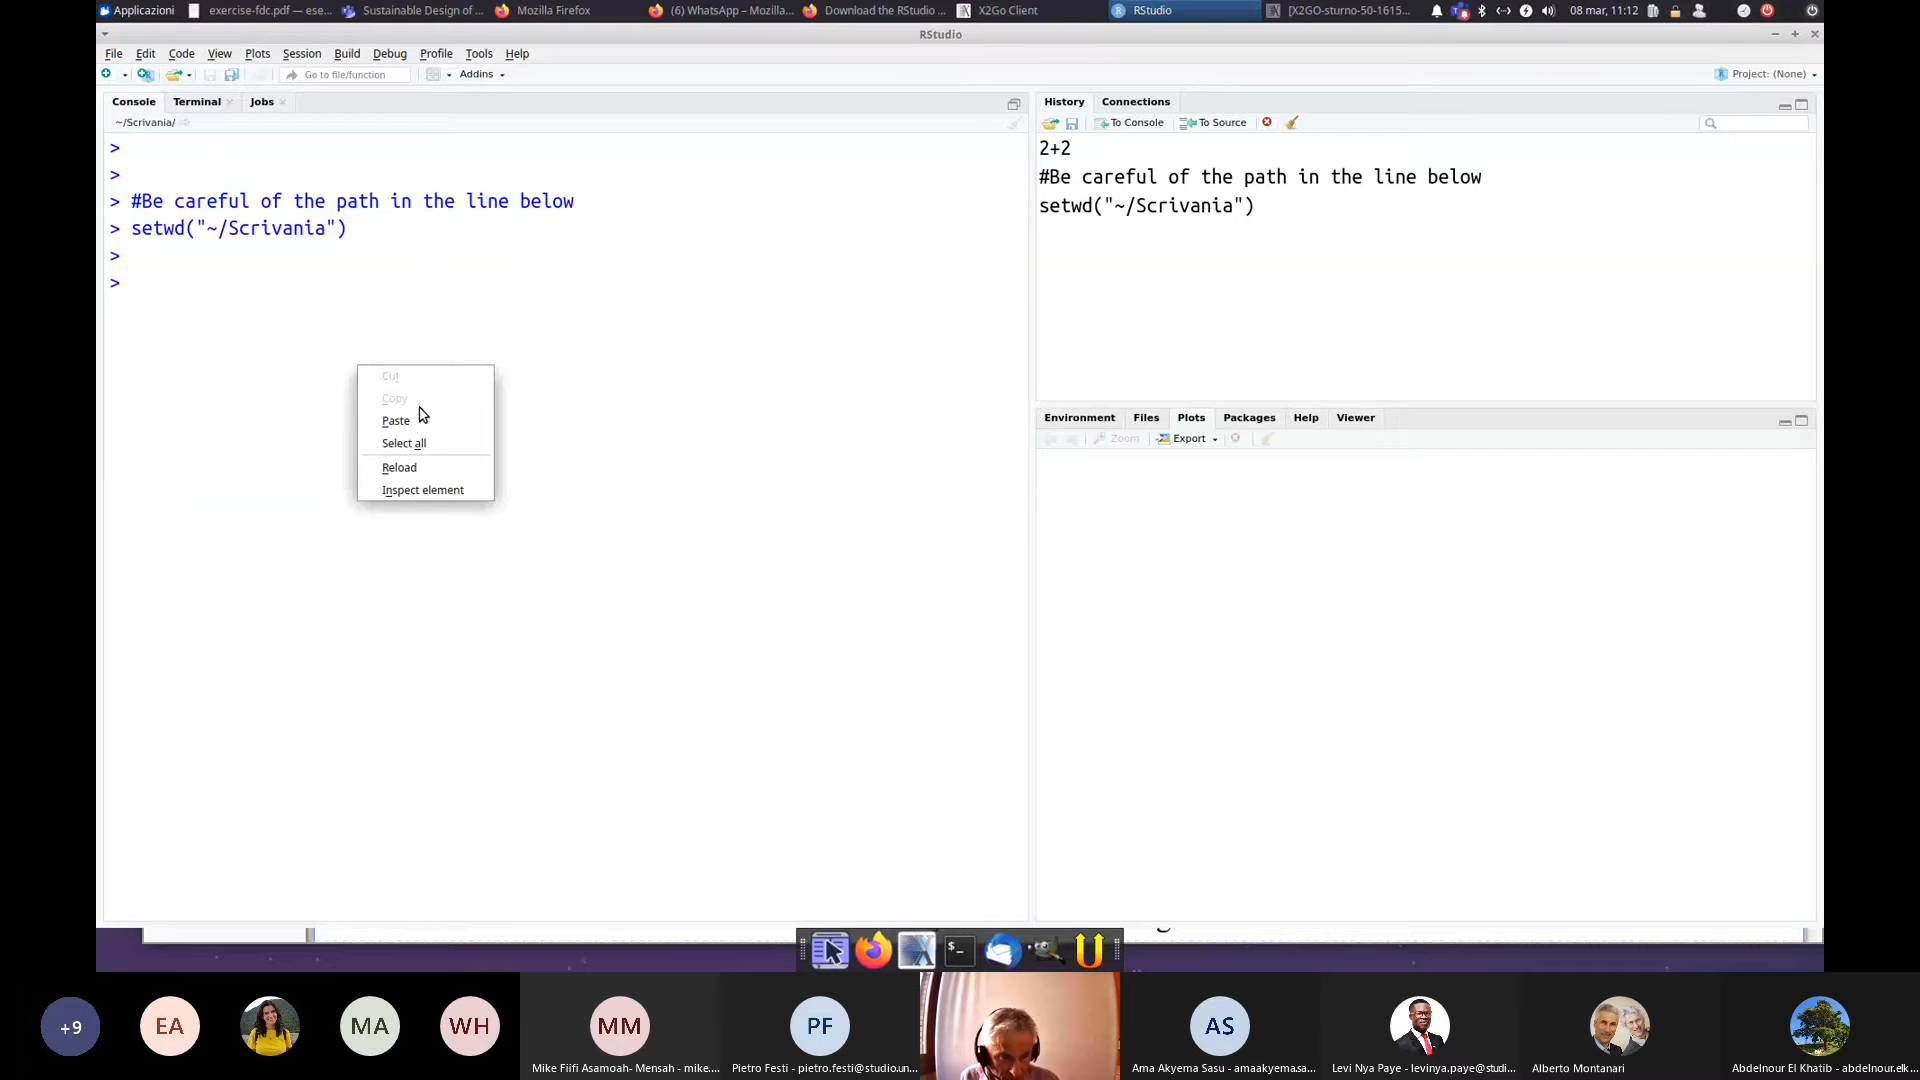 Applicazioni
exercise-fdc.pdf — ese...
Sustainable Design of ...
Mozilla Firefox
(6) WhatsApp – Mozilla...
Download the RStudio ...
X2Go Client
RStudio
[X2GO-sturno-50-1615...
08 mar, 11:12
RStudio
File Edit Code View Plots Session Build Debug Profile Tools Help
Go to file/function
Addins
Project: (None)
Console Terminal Jobs
~/Scrivania/
>
>
> #Be careful of the path in the line below
> setwd("~/Scrivania")
>
>
Cut
Copy
Paste
Select all
Reload
Inspect element
History Connections
To Console To Source
2+2
#Be careful of the path in the line below
setwd("~/Scrivania")
Environment Files Plots Packages Help Viewer
Zoom Export
+9
EA
MA
WH
MM
PF
AS
Mike Fiifi Asamoah- Mensah - mike....
Pietro Festi - pietro.festi@studio.un...
Ama Akyema Sasu - amaakyema.sa...
Levi Nya Paye - levinya.paye@studi...
Alberto Montanari
Abdelnour El Khatib - abdelnour.elk...